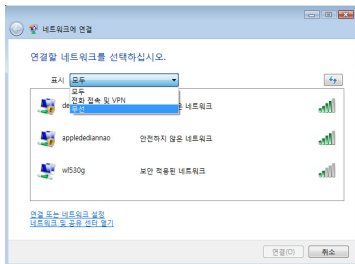 네트워크에 연결
연결할 네트워크를 선택하십시오.
표시 모두
모두
전화 접속 및 VPN
무선
de 은 네트워크
appledediannao 안전하지 않은 네트워크
wl530g 보안 적용된 네트워크
연결 또는 네트워크 설정
네트워크 및 공유 센터 열기
연결(O) 취소